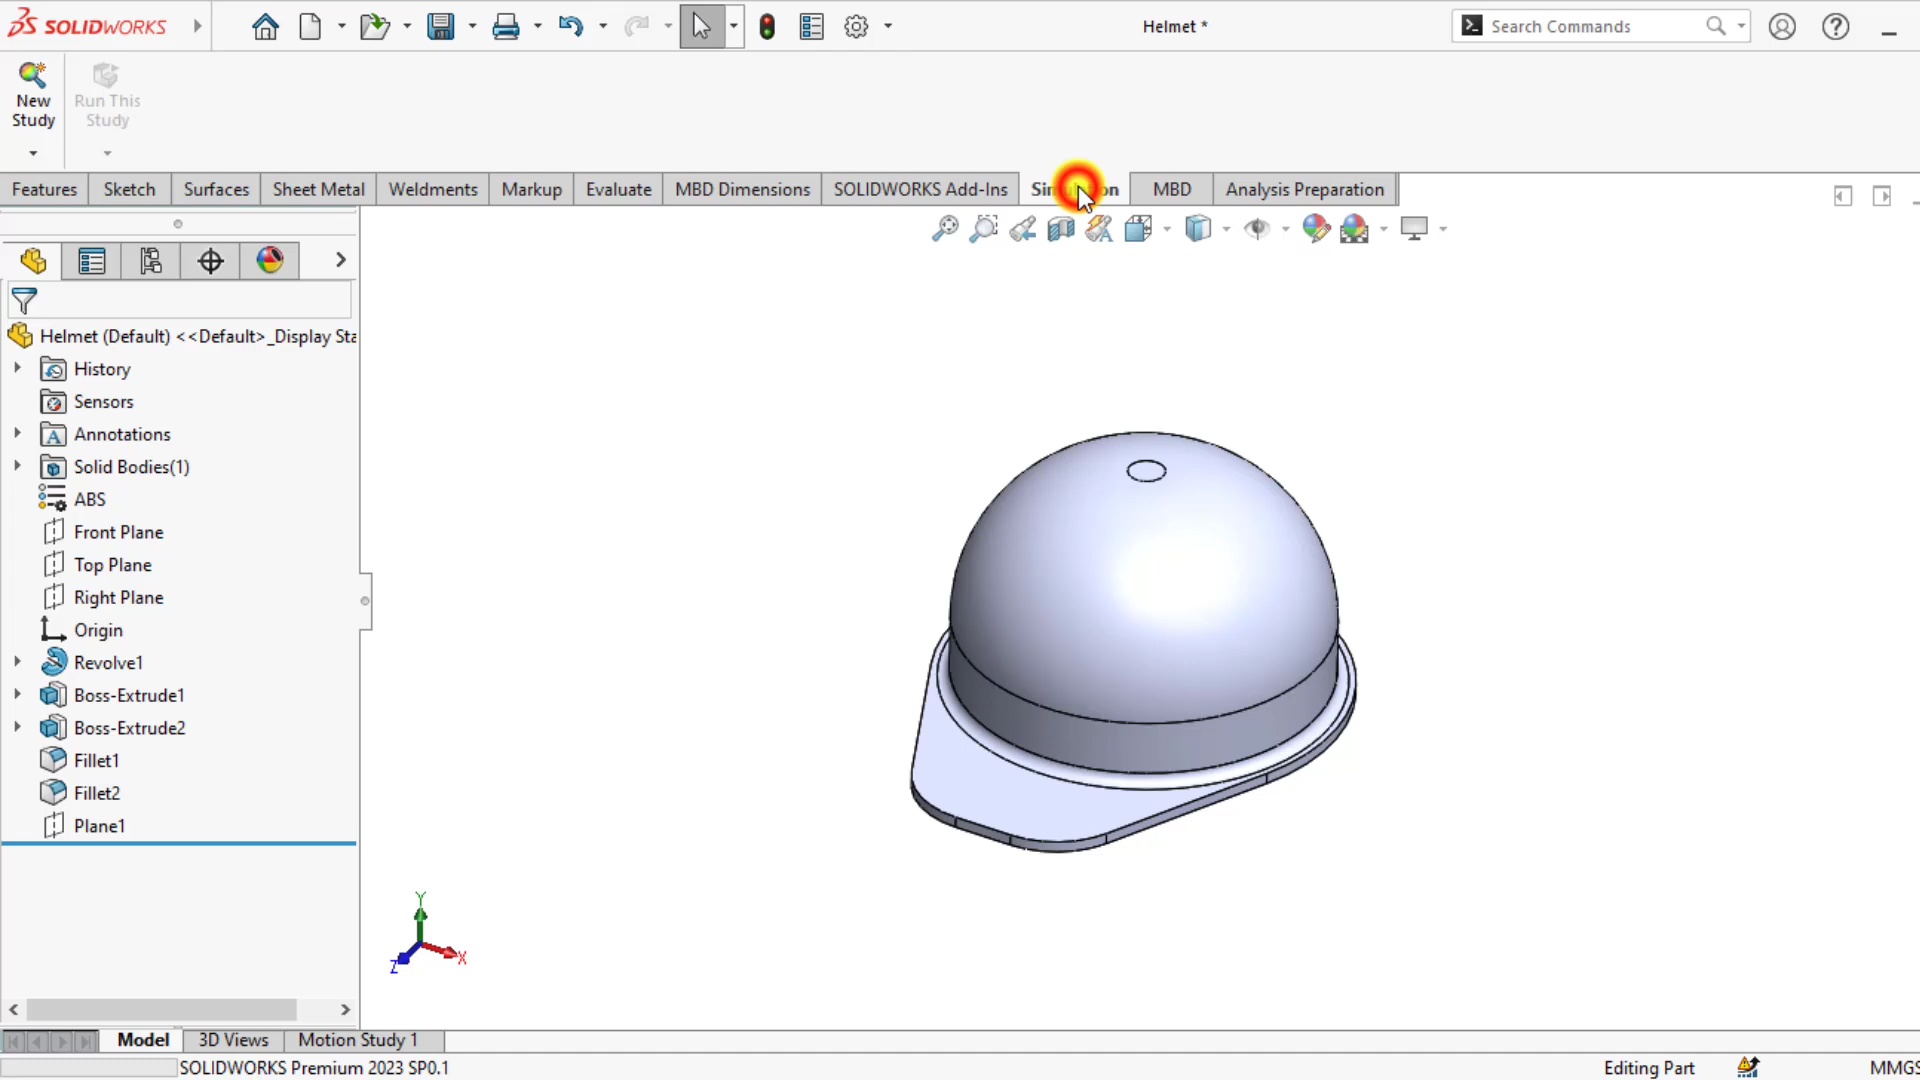 SOLIDWORKS
Helmet *
Search Commands
New Study
Run This Study
Features
Sketch
Surfaces
Sheet Metal
Weldments
Markup
Evaluate
MBD Dimensions
SOLIDWORKS Add-Ins
MBD
Analysis Preparation
Helmet (Default) <<Default>_Display Sta
History
Sensors
Annotations
Solid Bodies(1)
ABS
Front Plane
Top Plane
Right Plane
Origin
Revolve1
Boss-Extrude1
Boss-Extrude2
Fillet1
Fillet2
Plane1
Y
X
Z
Model
3D Views
Motion Study 1
SOLIDWORKS Premium 2023 SP0.1
Editing Part
MMGS